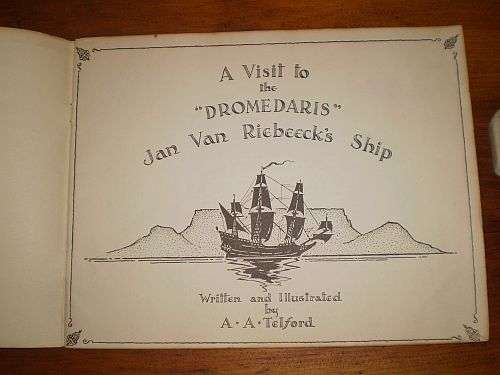 A Visit to
the
"DROMEDARIS"
Jan Van Riebeeck's Ship
Written and Illustrated
by
A·A·Telford